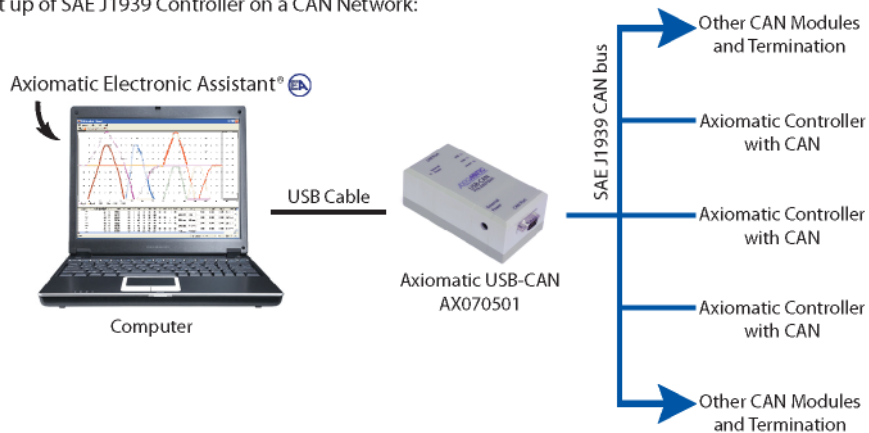 t up of SAE J1939 Controller on a CAN Network:
Axiomatic Electronic Assistant® EA
Computer
USB Cable
Axiomatic USB-CAN
AX070501
SAE J1939 CAN bus
Other CAN Modules
and Termination
Axiomatic Controller
with CAN
Axiomatic Controller
with CAN
Axiomatic Controller
with CAN
Other CAN Modules
and Termination